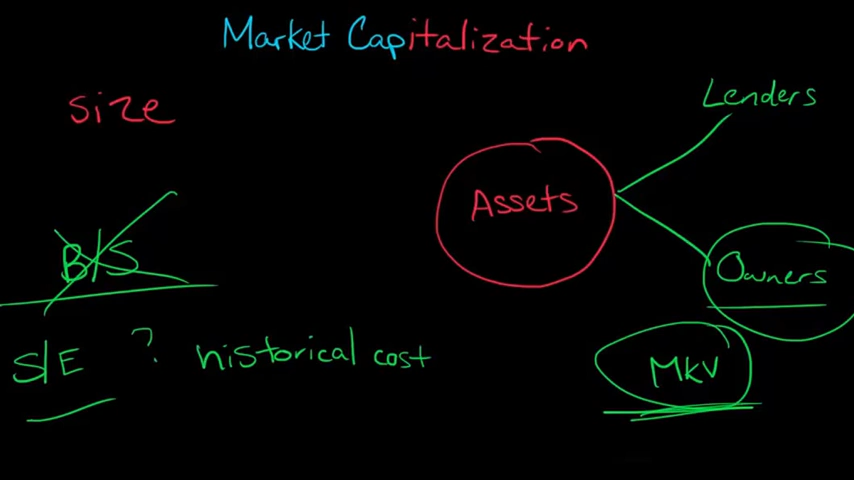 Market Capitalization
size
Lenders
Assets
B/S
Owners
S/E ? historical cost
MKV